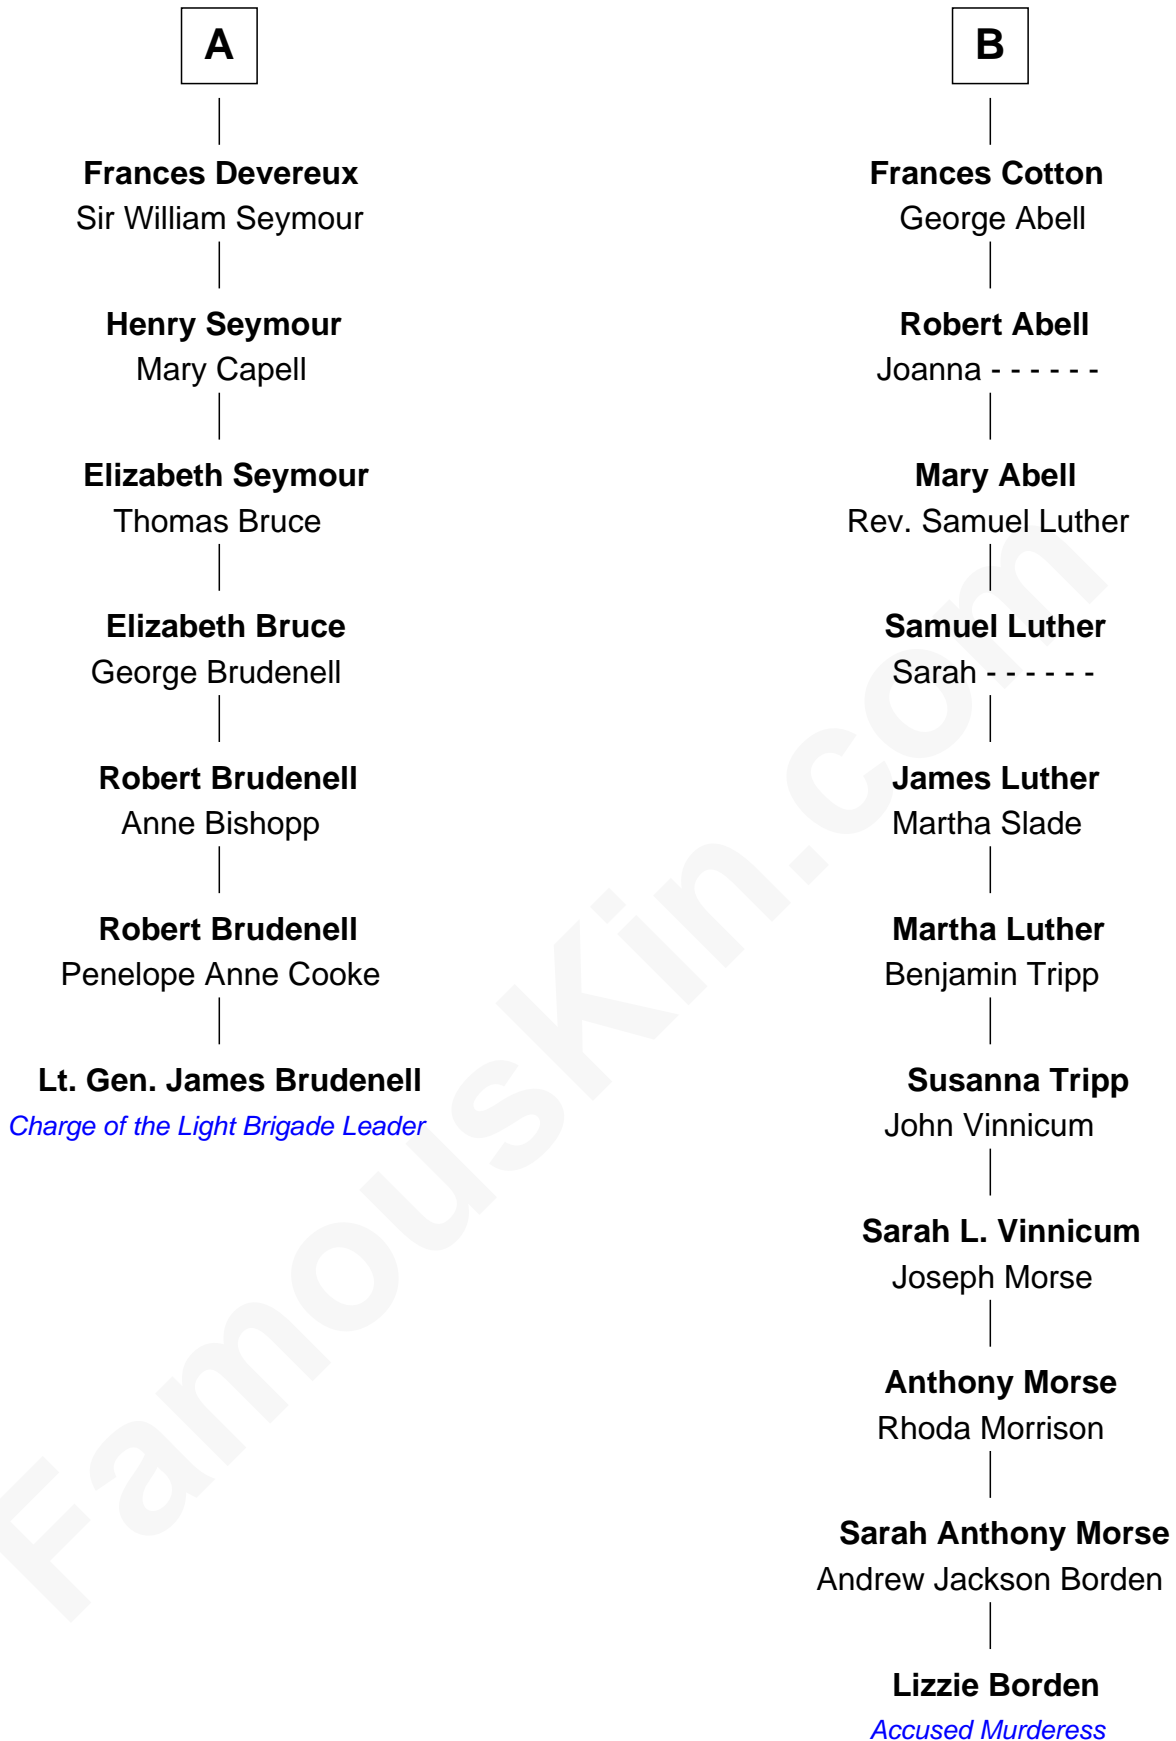 A
Frances Devereux
Sir William Seymour
Henry Seymour
Mary Capell
Elizabeth Seymour
Thomas Bruce
Elizabeth Bruce
George Brudenell
Robert Brudenell
Anne Bishopp
Robert Brudenell
Penelope Anne Cooke
Lt. Gen. James Brudenell
Charge of the Light Brigade Leader
B
Frances Cotton
George Abell
Robert Abell
Joanna - - - - - -
Mary Abell
Rev. Samuel Luther
Samuel Luther
Sarah - - - - - -
James Luther
Martha Slade
Martha Luther
Benjamin Tripp
Susanna Tripp
John Vinnicum
Sarah L. Vinnicum
Joseph Morse
Anthony Morse
Rhoda Morrison
Sarah Anthony Morse
Andrew Jackson Borden
Lizzie Borden
Accused Murderess
FamousKin.com